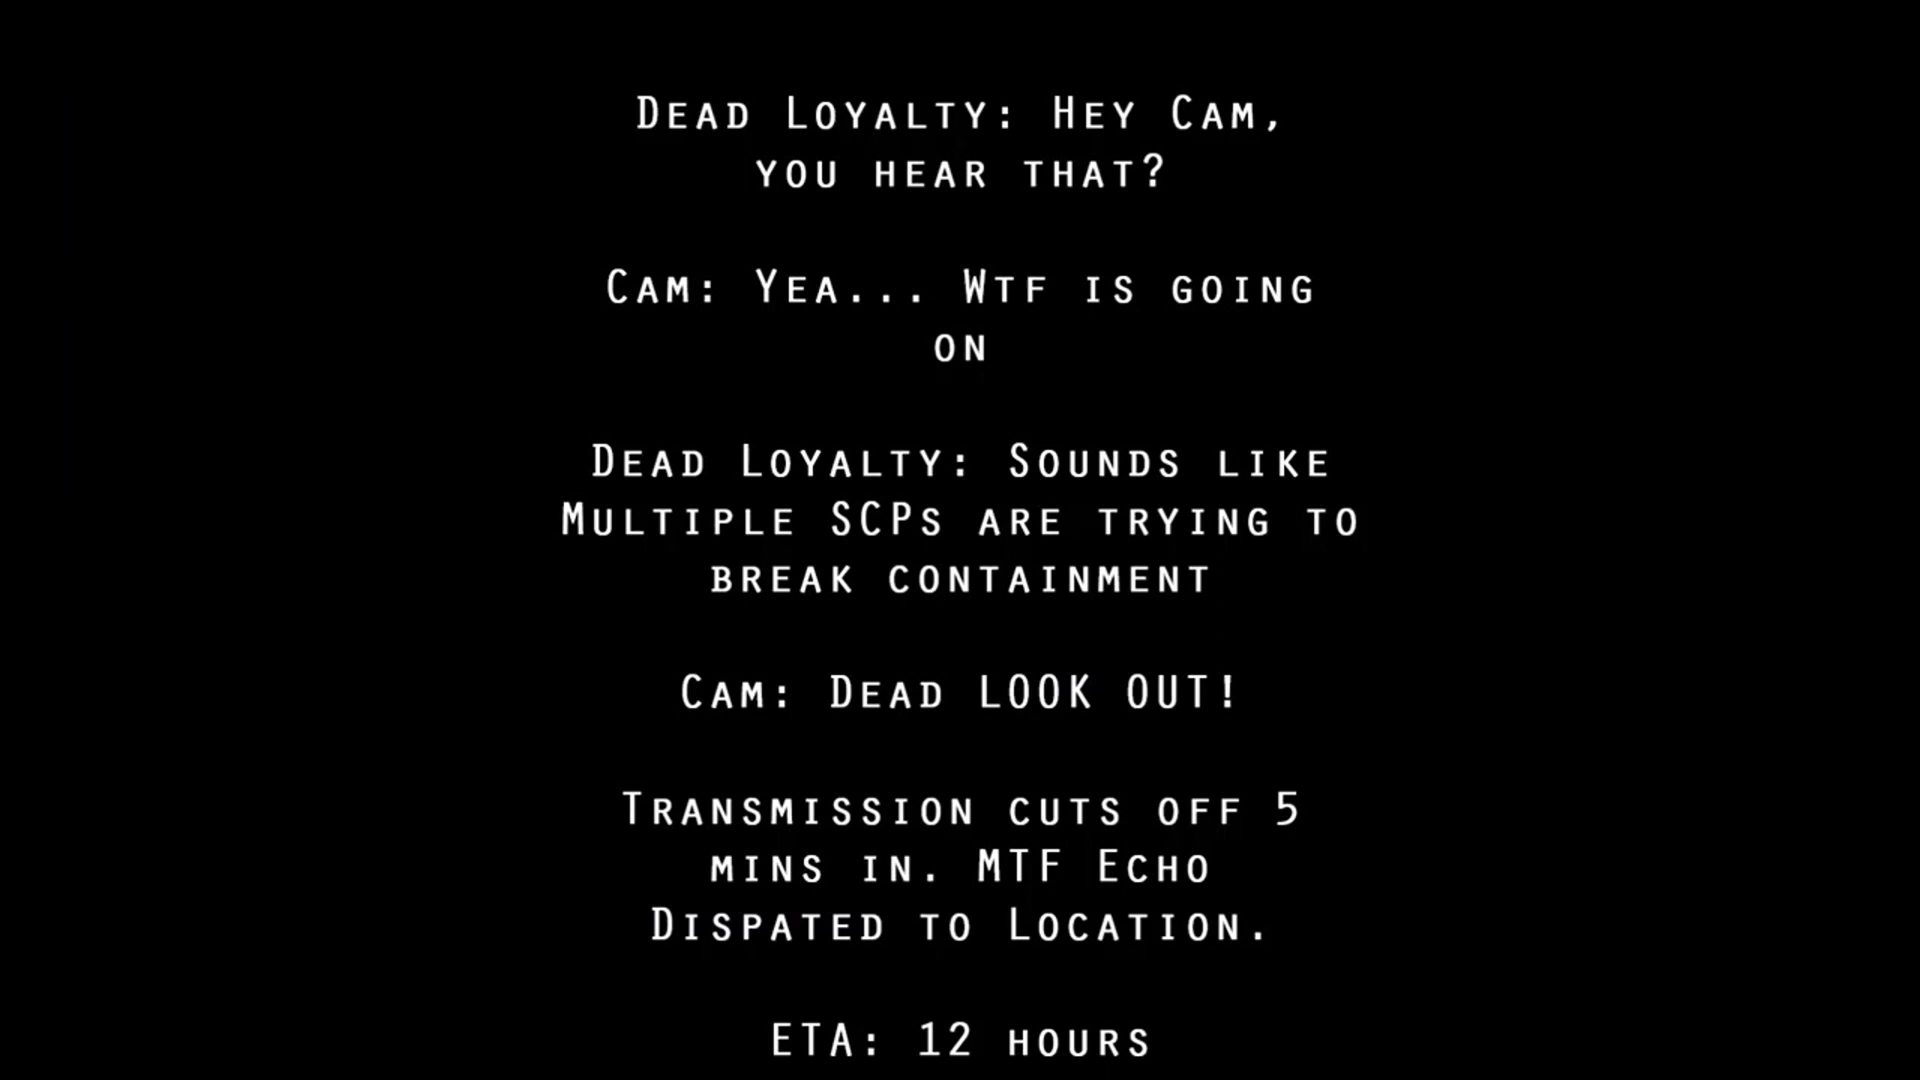 Dead Loyalty: Hey Cam,
you hear that?
Cam: Yea... Wtf is going
on
Dead Loyalty: Sounds like
Multiple SCPs are trying to
break containment
Cam: Dead LOOK OUT!
Transmission cuts off 5
mins in. MTF Echo
Dispated to Location.
ETA: 12 hours